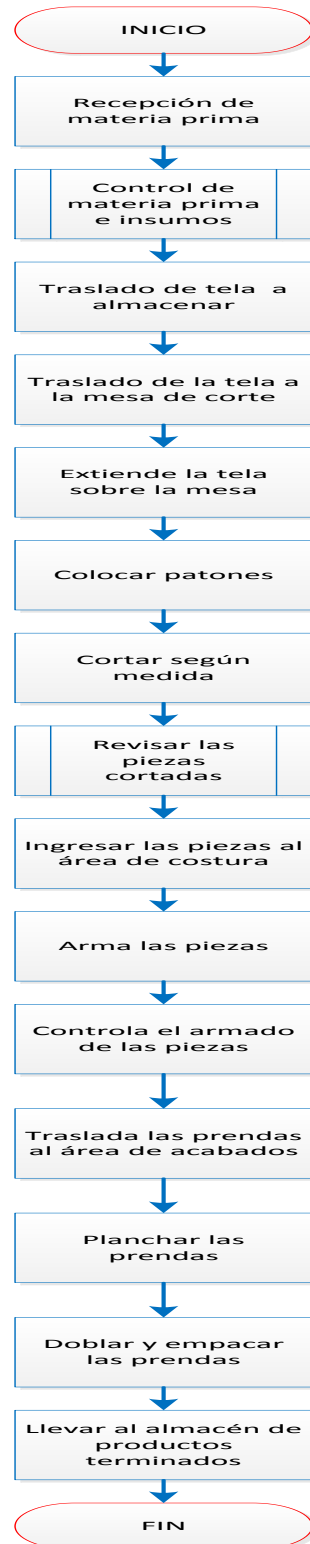 INICIO
Recepción de
materia prima
Control de
materia prima
e insumos
Traslado de tela a
almacenar
Traslado de la tela a
la mesa de corte
Extiende la tela
sobre la mesa
Colocar patones
Cortar según
medida
Revisar las
piezas
cortadas
Ingresar las piezas al
área de costura
Arma las piezas
Controla el armado
de las piezas
Traslada las prendas
al área de acabados
Planchar las
prendas
Doblar y empacar
las prendas
Llevar al almacén de
productos
terminados
FIN